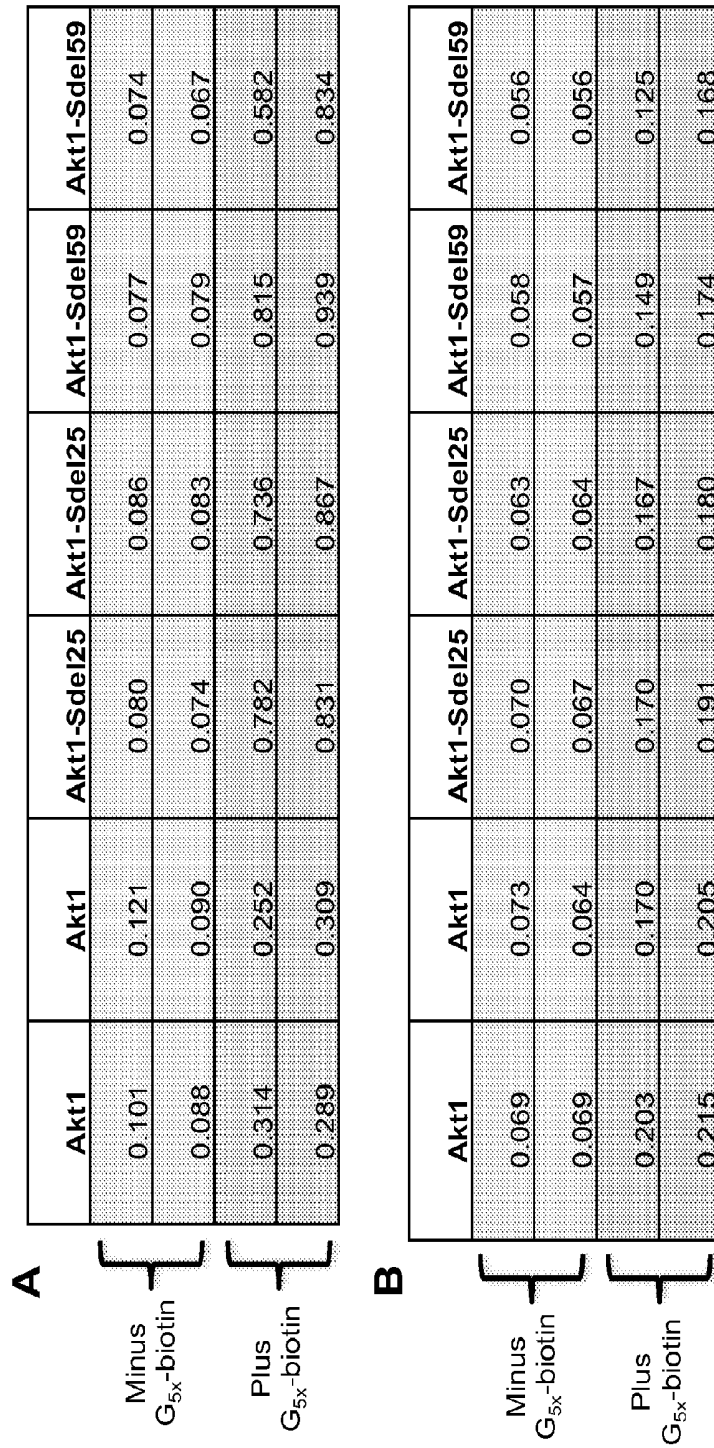 A
Akt1 Akt1 Akt1-Sdel25 Akt1-Sdel25 Akt1-Sdel59 Akt1-Sdel59
Minus
G5x-biotin
0.101 0.121 0.080 0.086 0.077 0.074
0.088 0.090 0.074 0.083 0.079 0.067
Plus
G5x-biotin
0.314 0.252 0.782 0.736 0.815 0.582
0.289 0.309 0.831 0.867 0.939 0.834
B
Akt1 Akt1 Akt1-Sdel25 Akt1-Sdel25 Akt1-Sdel59 Akt1-Sdel59
Minus
G5x-biotin
0.069 0.073 0.070 0.063 0.058 0.056
0.069 0.064 0.067 0.064 0.057 0.056
Plus
G5x-biotin
0.203 0.170 0.170 0.167 0.149 0.125
0.215 0.205 0.191 0.180 0.174 0.168